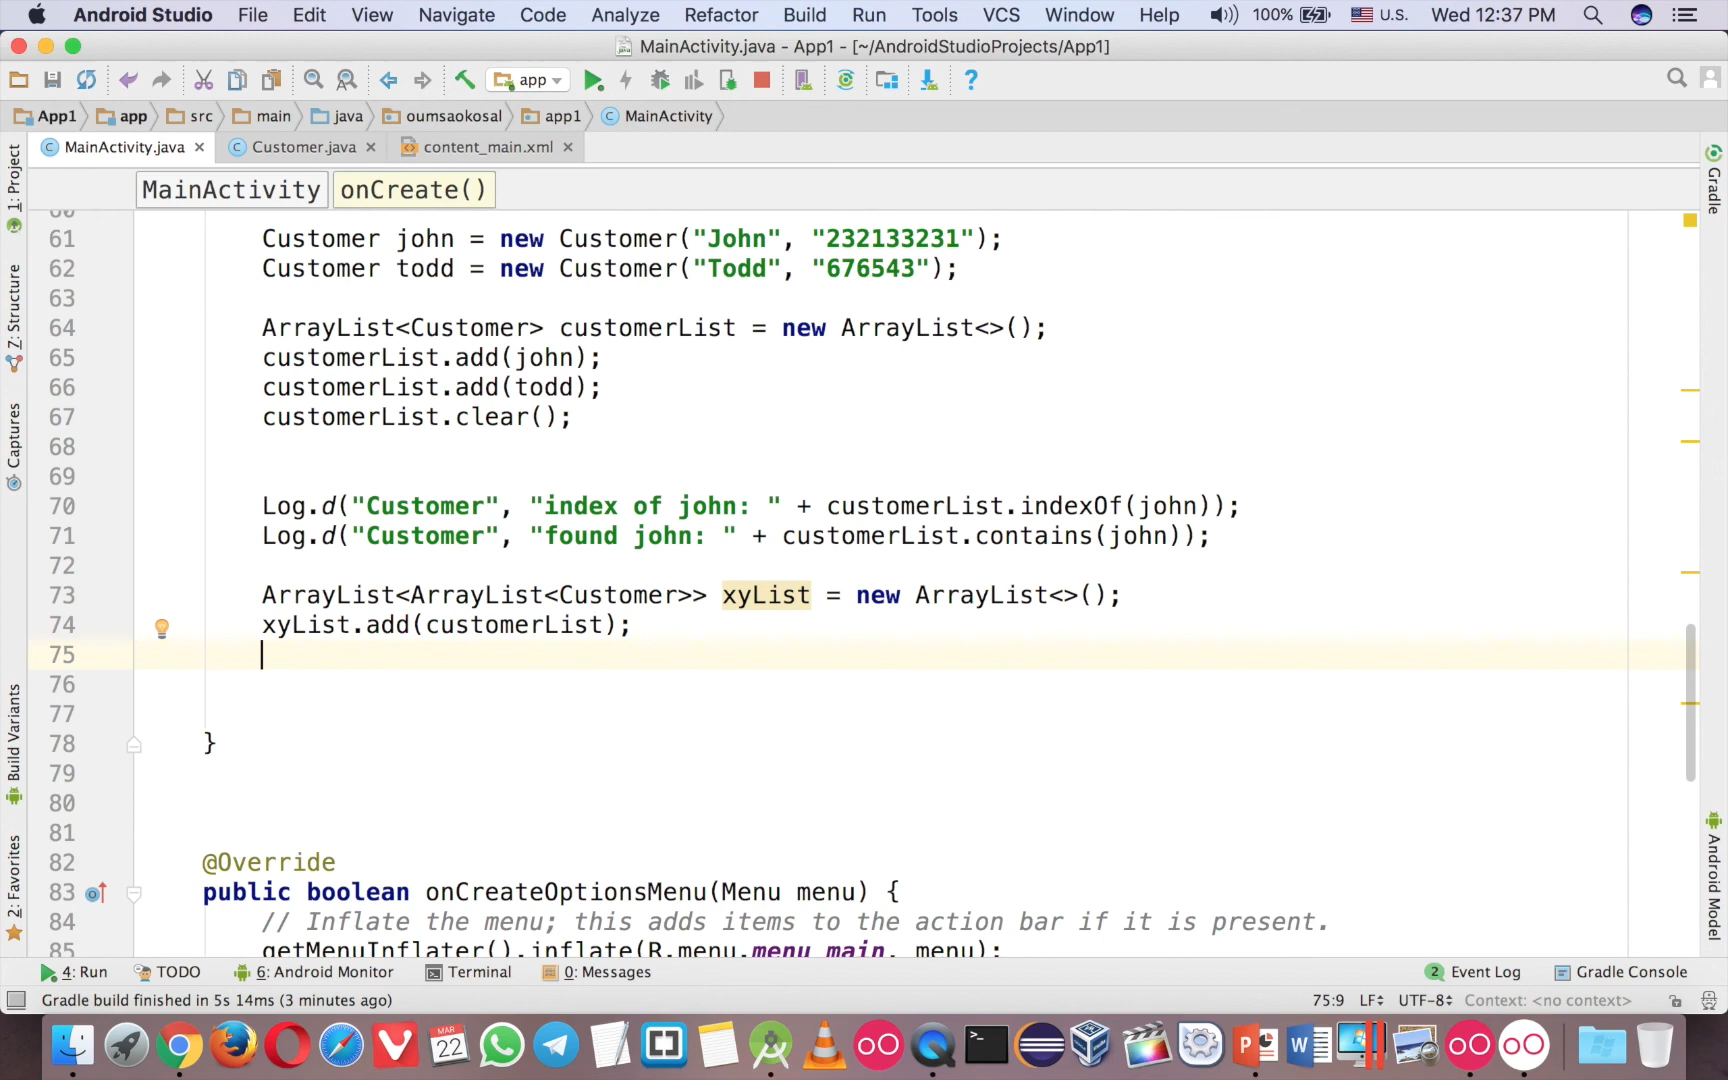 Android Studio File Edit View Navigate Code Analyze Refactor Build Run Tools VCS Window Help 100% U.S. Wed 12:37 PM
MainActivity.java - App1 - [~/AndroidStudioProjects/App1]
app
App1 app src main java oumsaokosal app1 MainActivity
MainActivity.java Customer.java content_main.xml
MainActivity onCreate()
61 Customer john = new Customer("John", "232133231");
62 Customer todd = new Customer("Todd", "676543");
63
64 ArrayList<Customer> customerList = new ArrayList<>();
65 customerList.add(john);
66 customerList.add(todd);
67 customerList.clear();
68
69
70 Log.d("Customer", "index of john: " + customerList.indexOf(john));
71 Log.d("Customer", "found john: " + customerList.contains(john));
72
73 ArrayList<ArrayList<Customer>> xyList = new ArrayList<>();
74 xyList.add(customerList);
75
76
77
78 }
79
80
81
82 @Override
83 public boolean onCreateOptionsMenu(Menu menu) {
84 // Inflate the menu; this adds items to the action bar if it is present.
85 getMenuInflater().inflate(R.menu.menu_main, menu);
1: Project
7: Structure
Captures
Build Variants
2: Favorites
Gradle
Android Model
4: Run TODO 6: Android Monitor Terminal 0: Messages 2 Event Log Gradle Console
Gradle build finished in 5s 14ms (3 minutes ago) 75:9 LF UTF-8 Context: <no context>
MAR
22